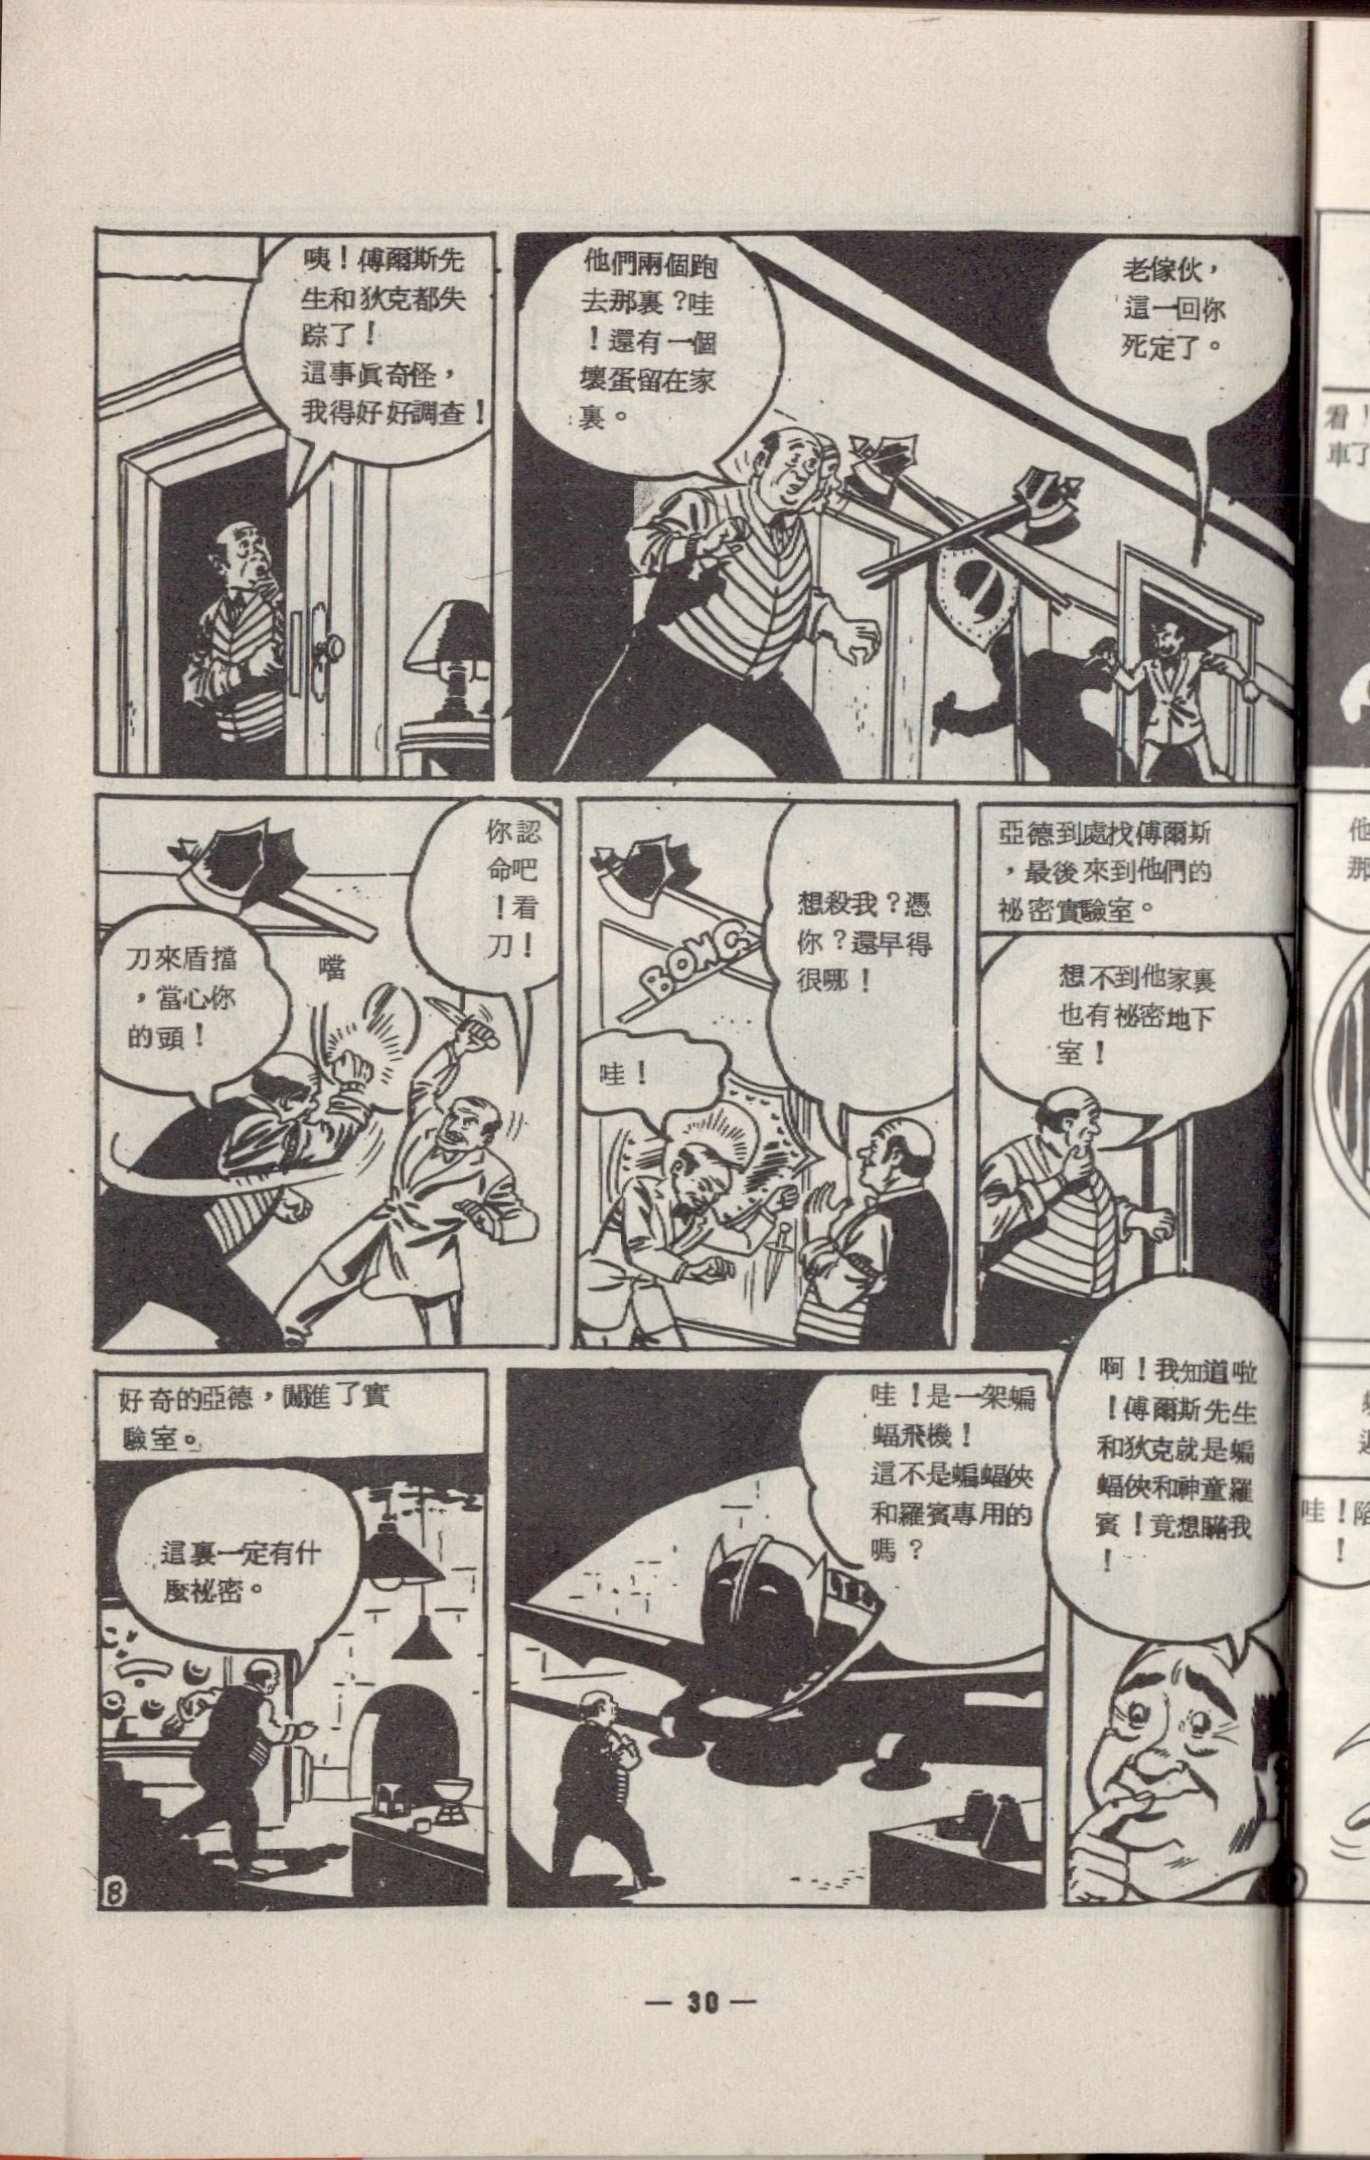 咦！傅爾斯先
生和狄克都失
踪了！
這事眞奇怪，
我得好好調查！
他們兩個跑
去那裏？哇
！還有一個
壞蛋留在家
裏。
老傢伙，
這一回你
死定了。
刀來盾擋
，當心你
的頭！
噹
你認
命吧
！看
刀！
BONG
哇！
想殺我？憑
你？還早得
很哪！
亞德到處找傅爾斯
，最後來到他們的
祕密實驗室。
想不到他家裏
也有祕密地下
室！
好奇的亞德，闖進了實
驗室。
這裏一定有什
麼祕密。
8
哇！是一架蝙
蝠飛機！
這不是蝙蝠俠
和羅賓專用的
嗎？
啊！我知道啦
！傅爾斯先生
和狄克就是蝙
蝠俠和神童羅
賓！竟想瞞我
！
— 30 —
看！
車了
他
那
哇！陷
！